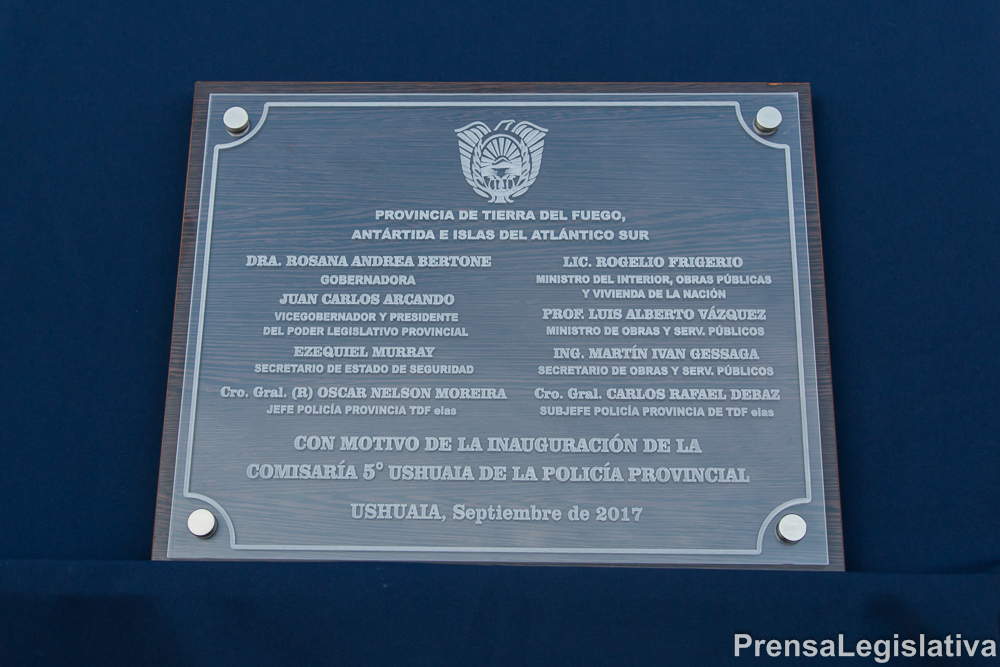 PROVINCIA DE TIERRA DEL FUEGO,
ANTÁRTIDA E ISLAS DEL ATLÁNTICO SUR
DRA. ROSANA ANDREA BERTONE
GOBERNADORA
JUAN CARLOS ARCANDO
VICEGOBERNADOR Y PRESIDENTE
DEL PODER LEGISLATIVO PROVINCIAL
EZEQUIEL MURRAY
SECRETARIO DE ESTADO DE SEGURIDAD
Cro. Gral. (R) OSCAR NELSON MOREIRA
JEFE POLICÍA PROVINCIA TDF eias
LIC. ROGELIO FRIGERIO
MINISTRO DEL INTERIOR, OBRAS PÚBLICAS
Y VIVIENDA DE LA NACIÓN
PROF. LUIS ALBERTO VÁZQUEZ
MINISTRO DE OBRAS Y SERV. PÚBLICOS
ING. MARTÍN IVAN GESSAGA
SECRETARIO DE OBRAS Y SERV. PÚBLICOS
Cro. Gral. CARLOS RAFAEL DEBAZ
SUBJEFE POLICÍA PROVINCIA DE TDF eias
CON MOTIVO DE LA INAUGURACIÓN DE LA
COMISARÍA 5° USHUAIA DE LA POLICÍA PROVINCIAL
USHUAIA, Septiembre de 2017
PrensaLegislativa